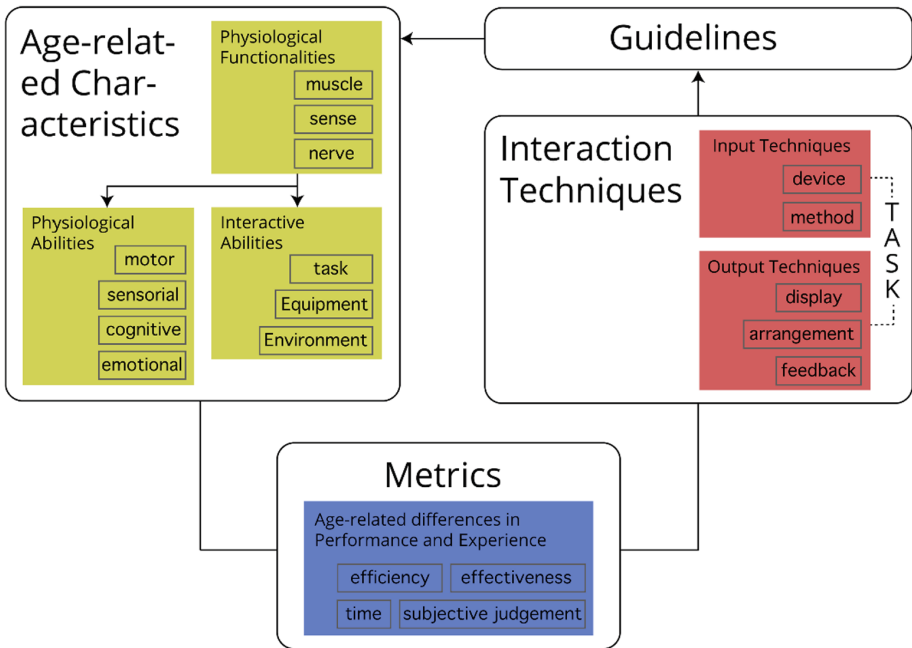 Age-relat-
ed Char-
acteristics
Physiological
Functionalities
muscle
sense
nerve
Physiological
Abilities
motor
sensorial
cognitive
emotional
Interactive
Abilities
task
Equipment
Environment
Guidelines
Interaction
Techniques
Input Techniques
device
method
Output Techniques
display
arrangement
feedback
TASK
Metrics
Age-related differences in
Performance and Experience
efficiency
effectiveness
time
subjective judgement